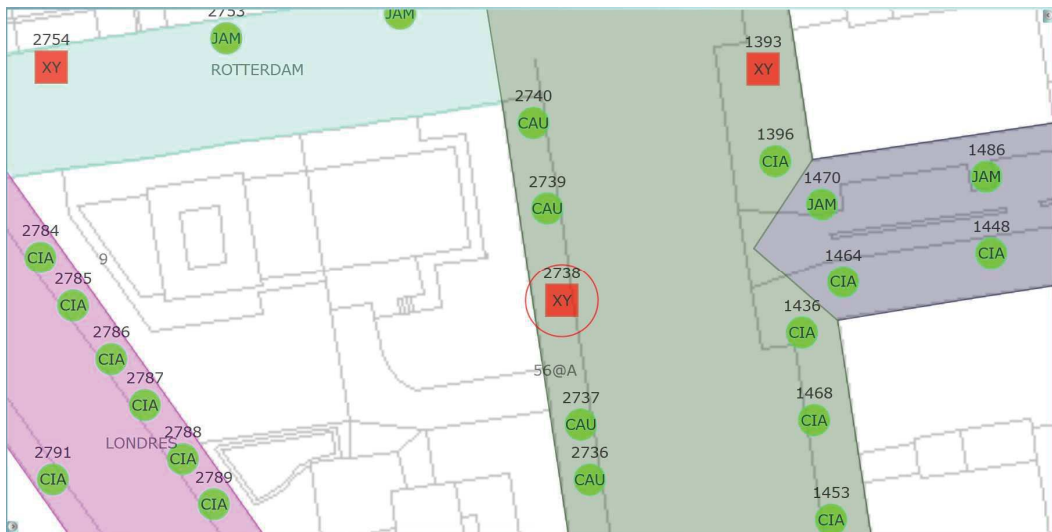 2753
JAM
JAM
2754
XY
ROTTERDAM
1393
XY
2740
CAU
1396
CIA
1486
JAM
1470
JAM
2739
CAU
1448
CIA
2784
CIA
9
1464
CIA
2785
CIA
2738
XY
1436
CIA
2786
CIA
56@A
2787
CIA
2737
CAU
1468
CIA
LONDRES
2788
CIA
2791
CIA
2736
CAU
2789
CIA
1453
CIA